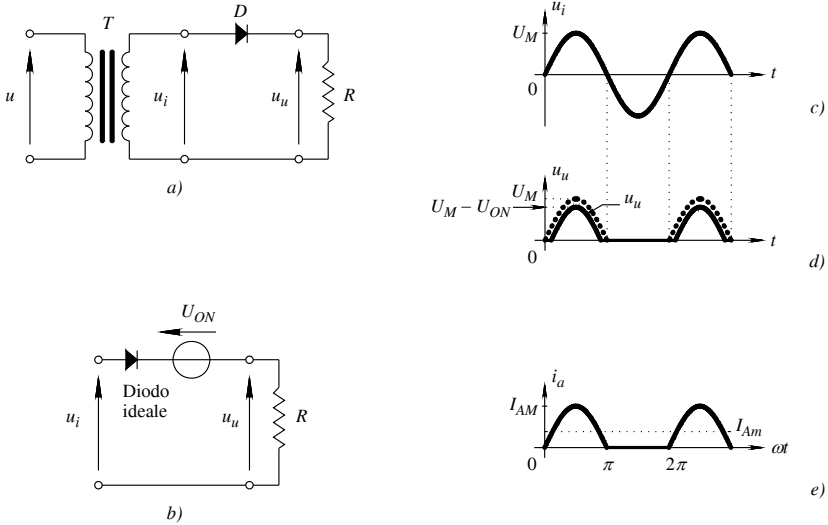 T
D
u
u_i
u_u
R
a)
U_ON
Diodo
ideale
u_i
u_u
R
b)
u_i
U_M
0
t
c)
u_u
U_M
U_M – U_ON
u_u
0
t
d)
i_a
I_AM
I_Am
0
π
2π
ωt
e)